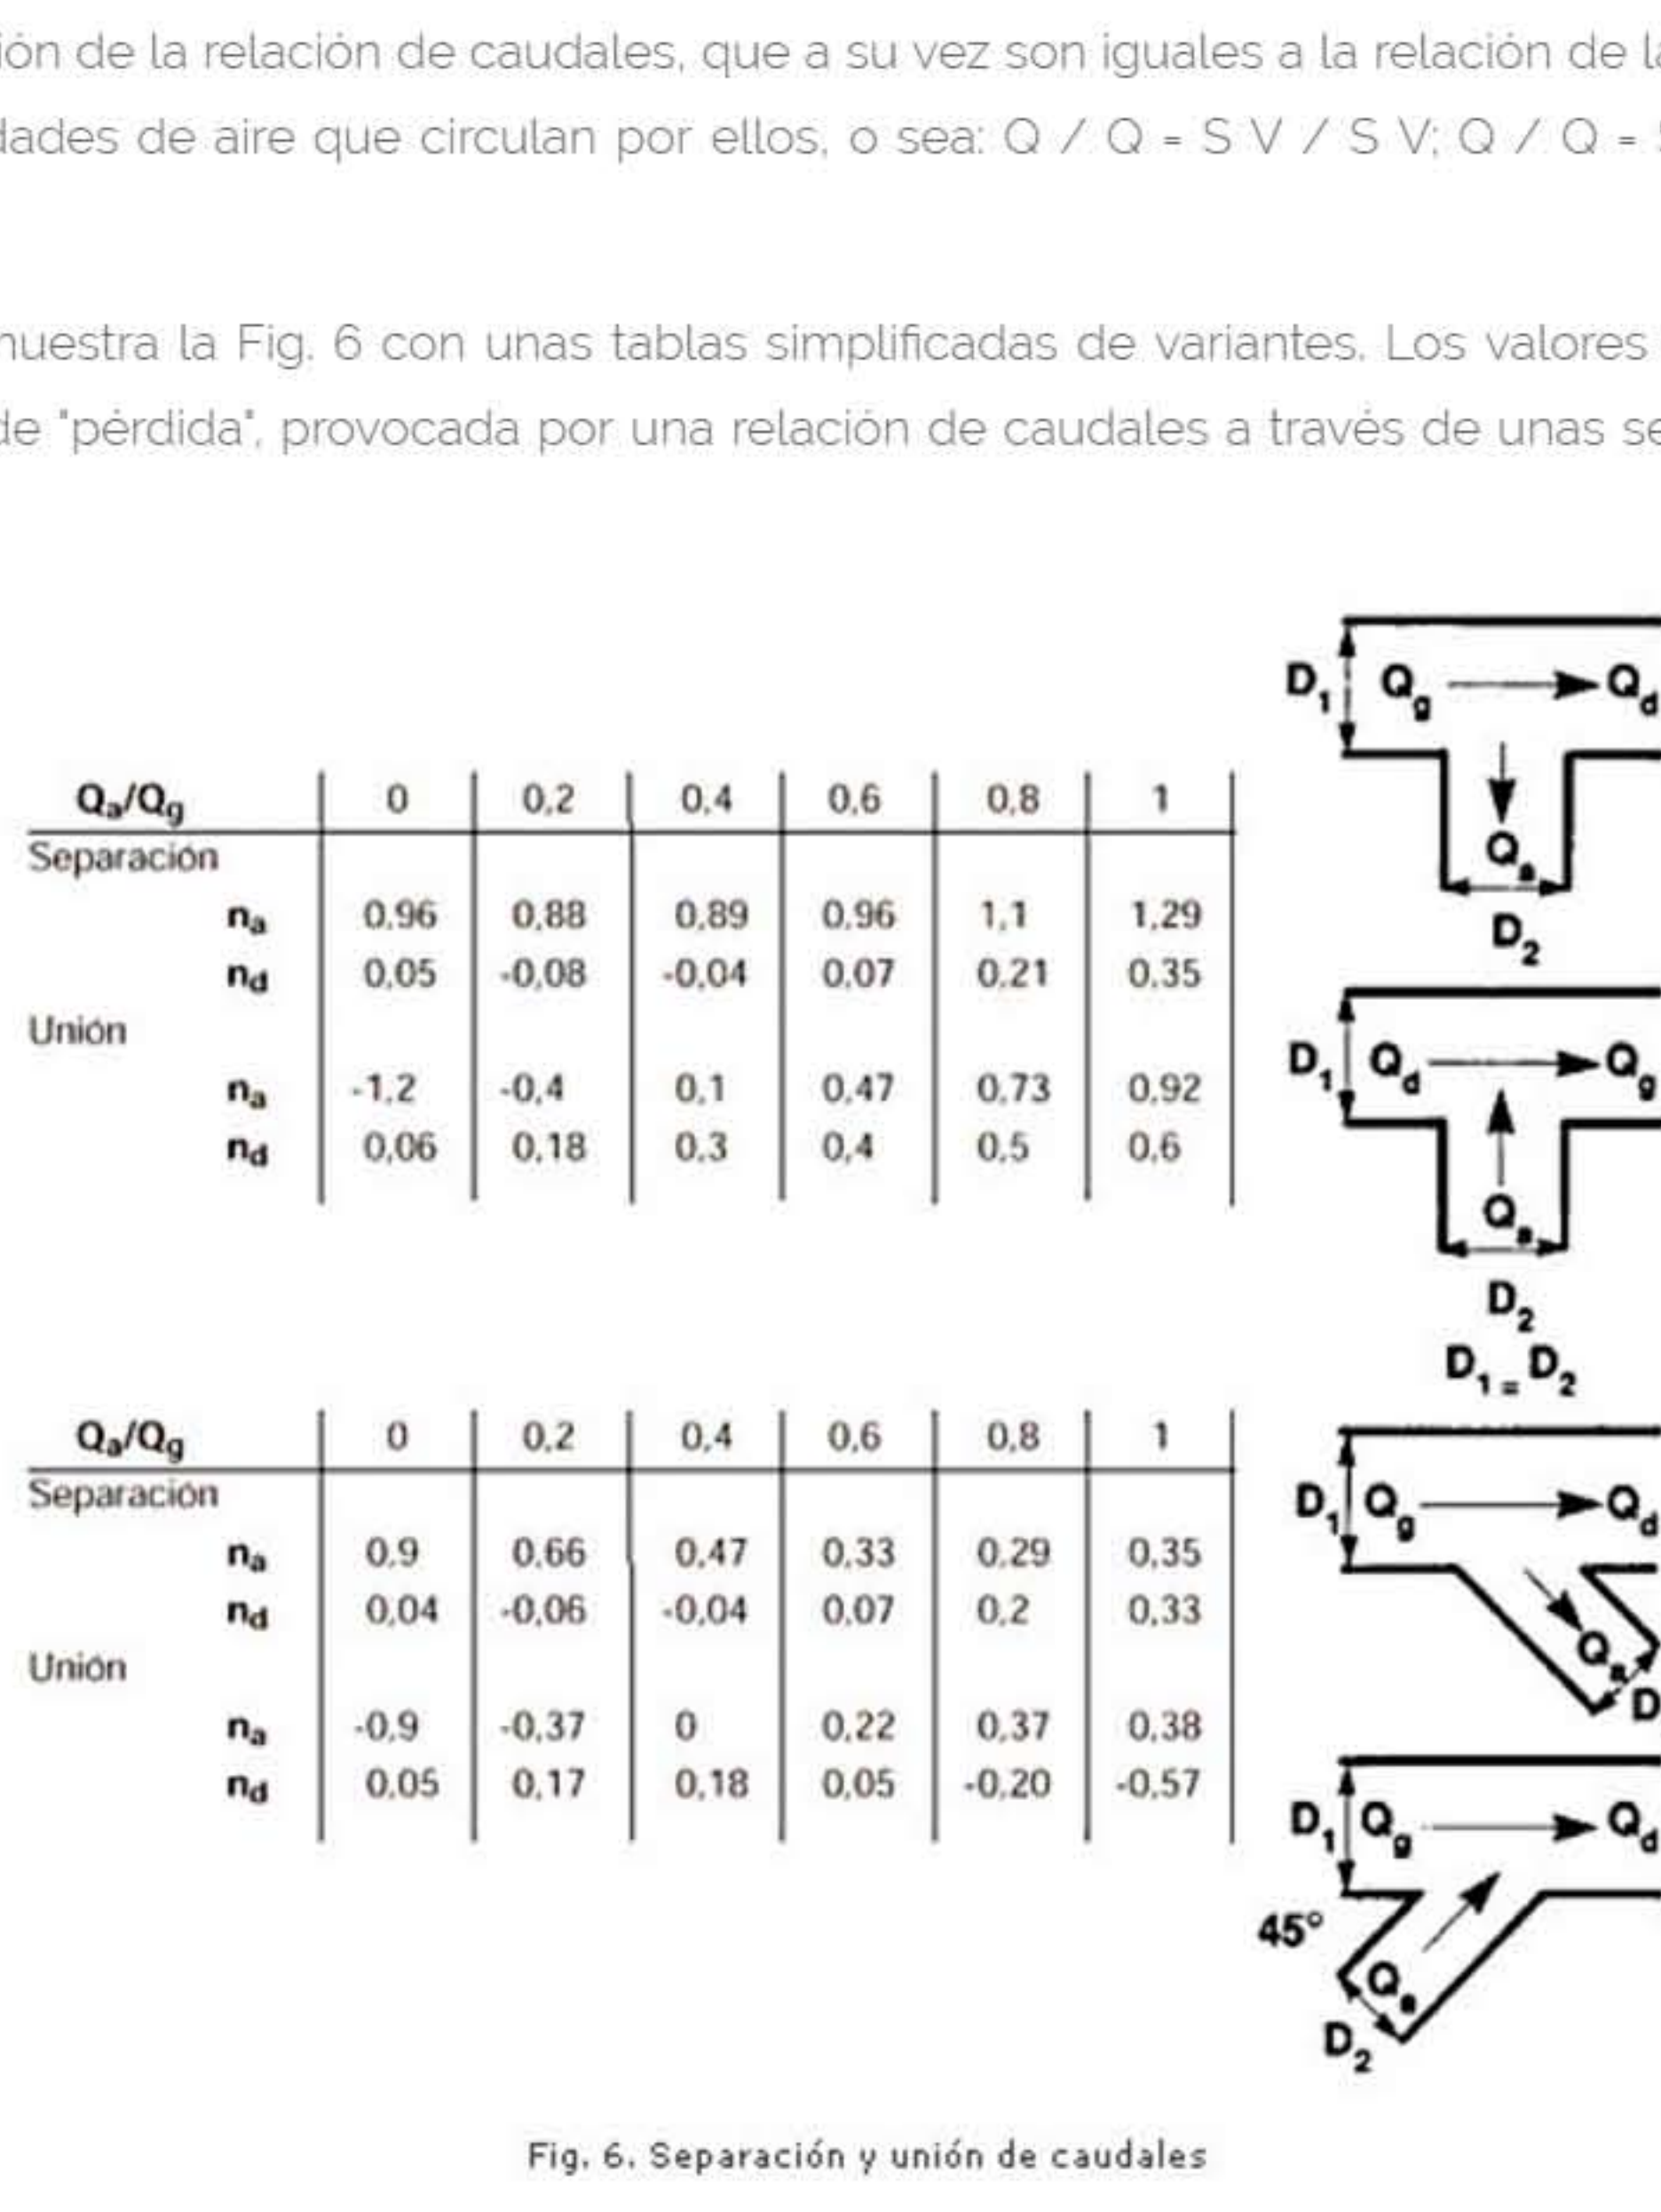 ión de la relación de caudales, que a su vez son iguales a la relación de la
dades de aire que circulan por ellos, o sea: Q / Q = S V / S V; Q / Q =
nuestra la Fig. 6 con unas tablas simplificadas de variantes. Los valores
de "pérdida", provocada por una relación de caudales a través de unas se
Qa/Qg 0 0,2 0,4 0,6 0,8 1
Separación
na 0,96 0,88 0,89 0,96 1,1 1,29
nd 0,05 -0,08 -0,04 0,07 0,21 0,35
Unión
na -1,2 -0,4 0,1 0,47 0,73 0,92
nd 0,06 0,18 0,3 0,4 0,5 0,6
D1 Qg Qd
Qa
D2
D1 Qd Qg
Qa
D2
D1 = D2
Qa/Qg 0 0,2 0,4 0,6 0,8 1
Separación
na 0,9 0,66 0,47 0,33 0,29 0,35
nd 0,04 -0,06 -0,04 0,07 0,2 0,33
Unión
na -0,9 -0,37 0 0,22 0,37 0,38
nd 0,05 0,17 0,18 0,05 -0,20 -0,57
D1 Qg Qd
Qa
D
D1 Qg Qd
45°
Qa
D2
Fig. 6. Separación y unión de caudales